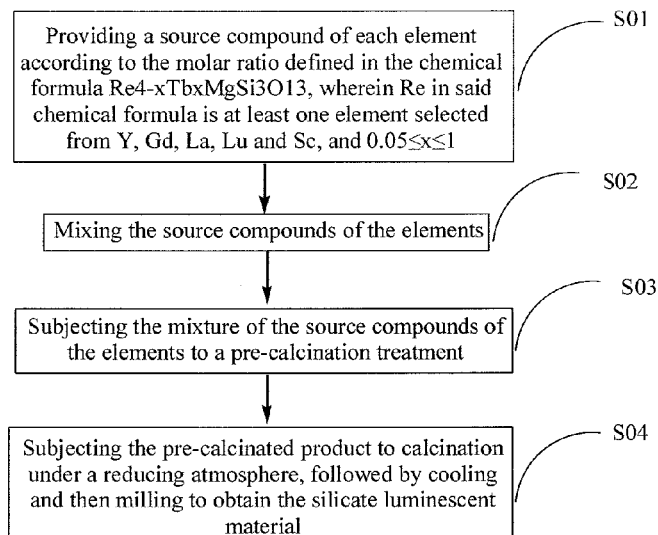 Providing a source compound of each element
according to the molar ratio defined in the chemical
formula Re4-xTbxMgSi3O13, wherein Re in said
chemical formula is at least one element selected
from Y, Gd, La, Lu and Sc, and 0.05≤x≤1
S01
Mixing the source compounds of the elements
S02
Subjecting the mixture of the source compounds of
the elements to a pre-calcination treatment
S03
Subjecting the pre-calcinated product to calcination
under a reducing atmosphere, followed by cooling
and then milling to obtain the silicate luminescent
material
S04